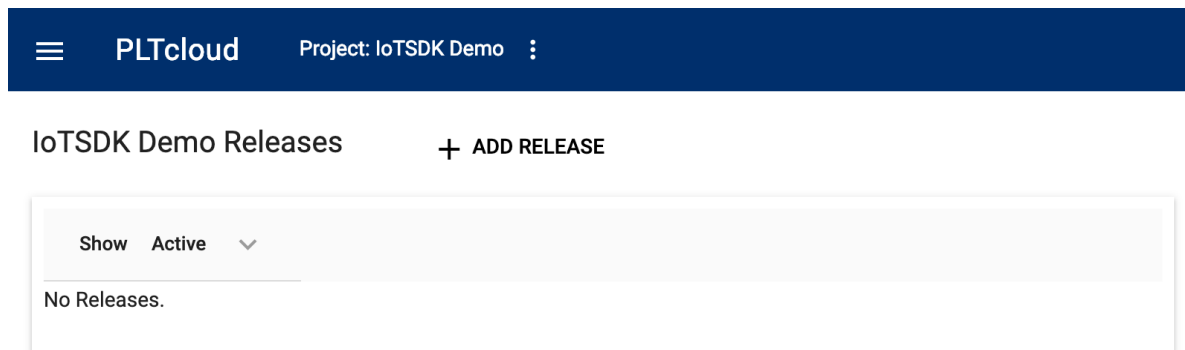 PLTcloud Project: IoTSDK Demo
IoTSDK Demo Releases + ADD RELEASE
Show Active
No Releases.